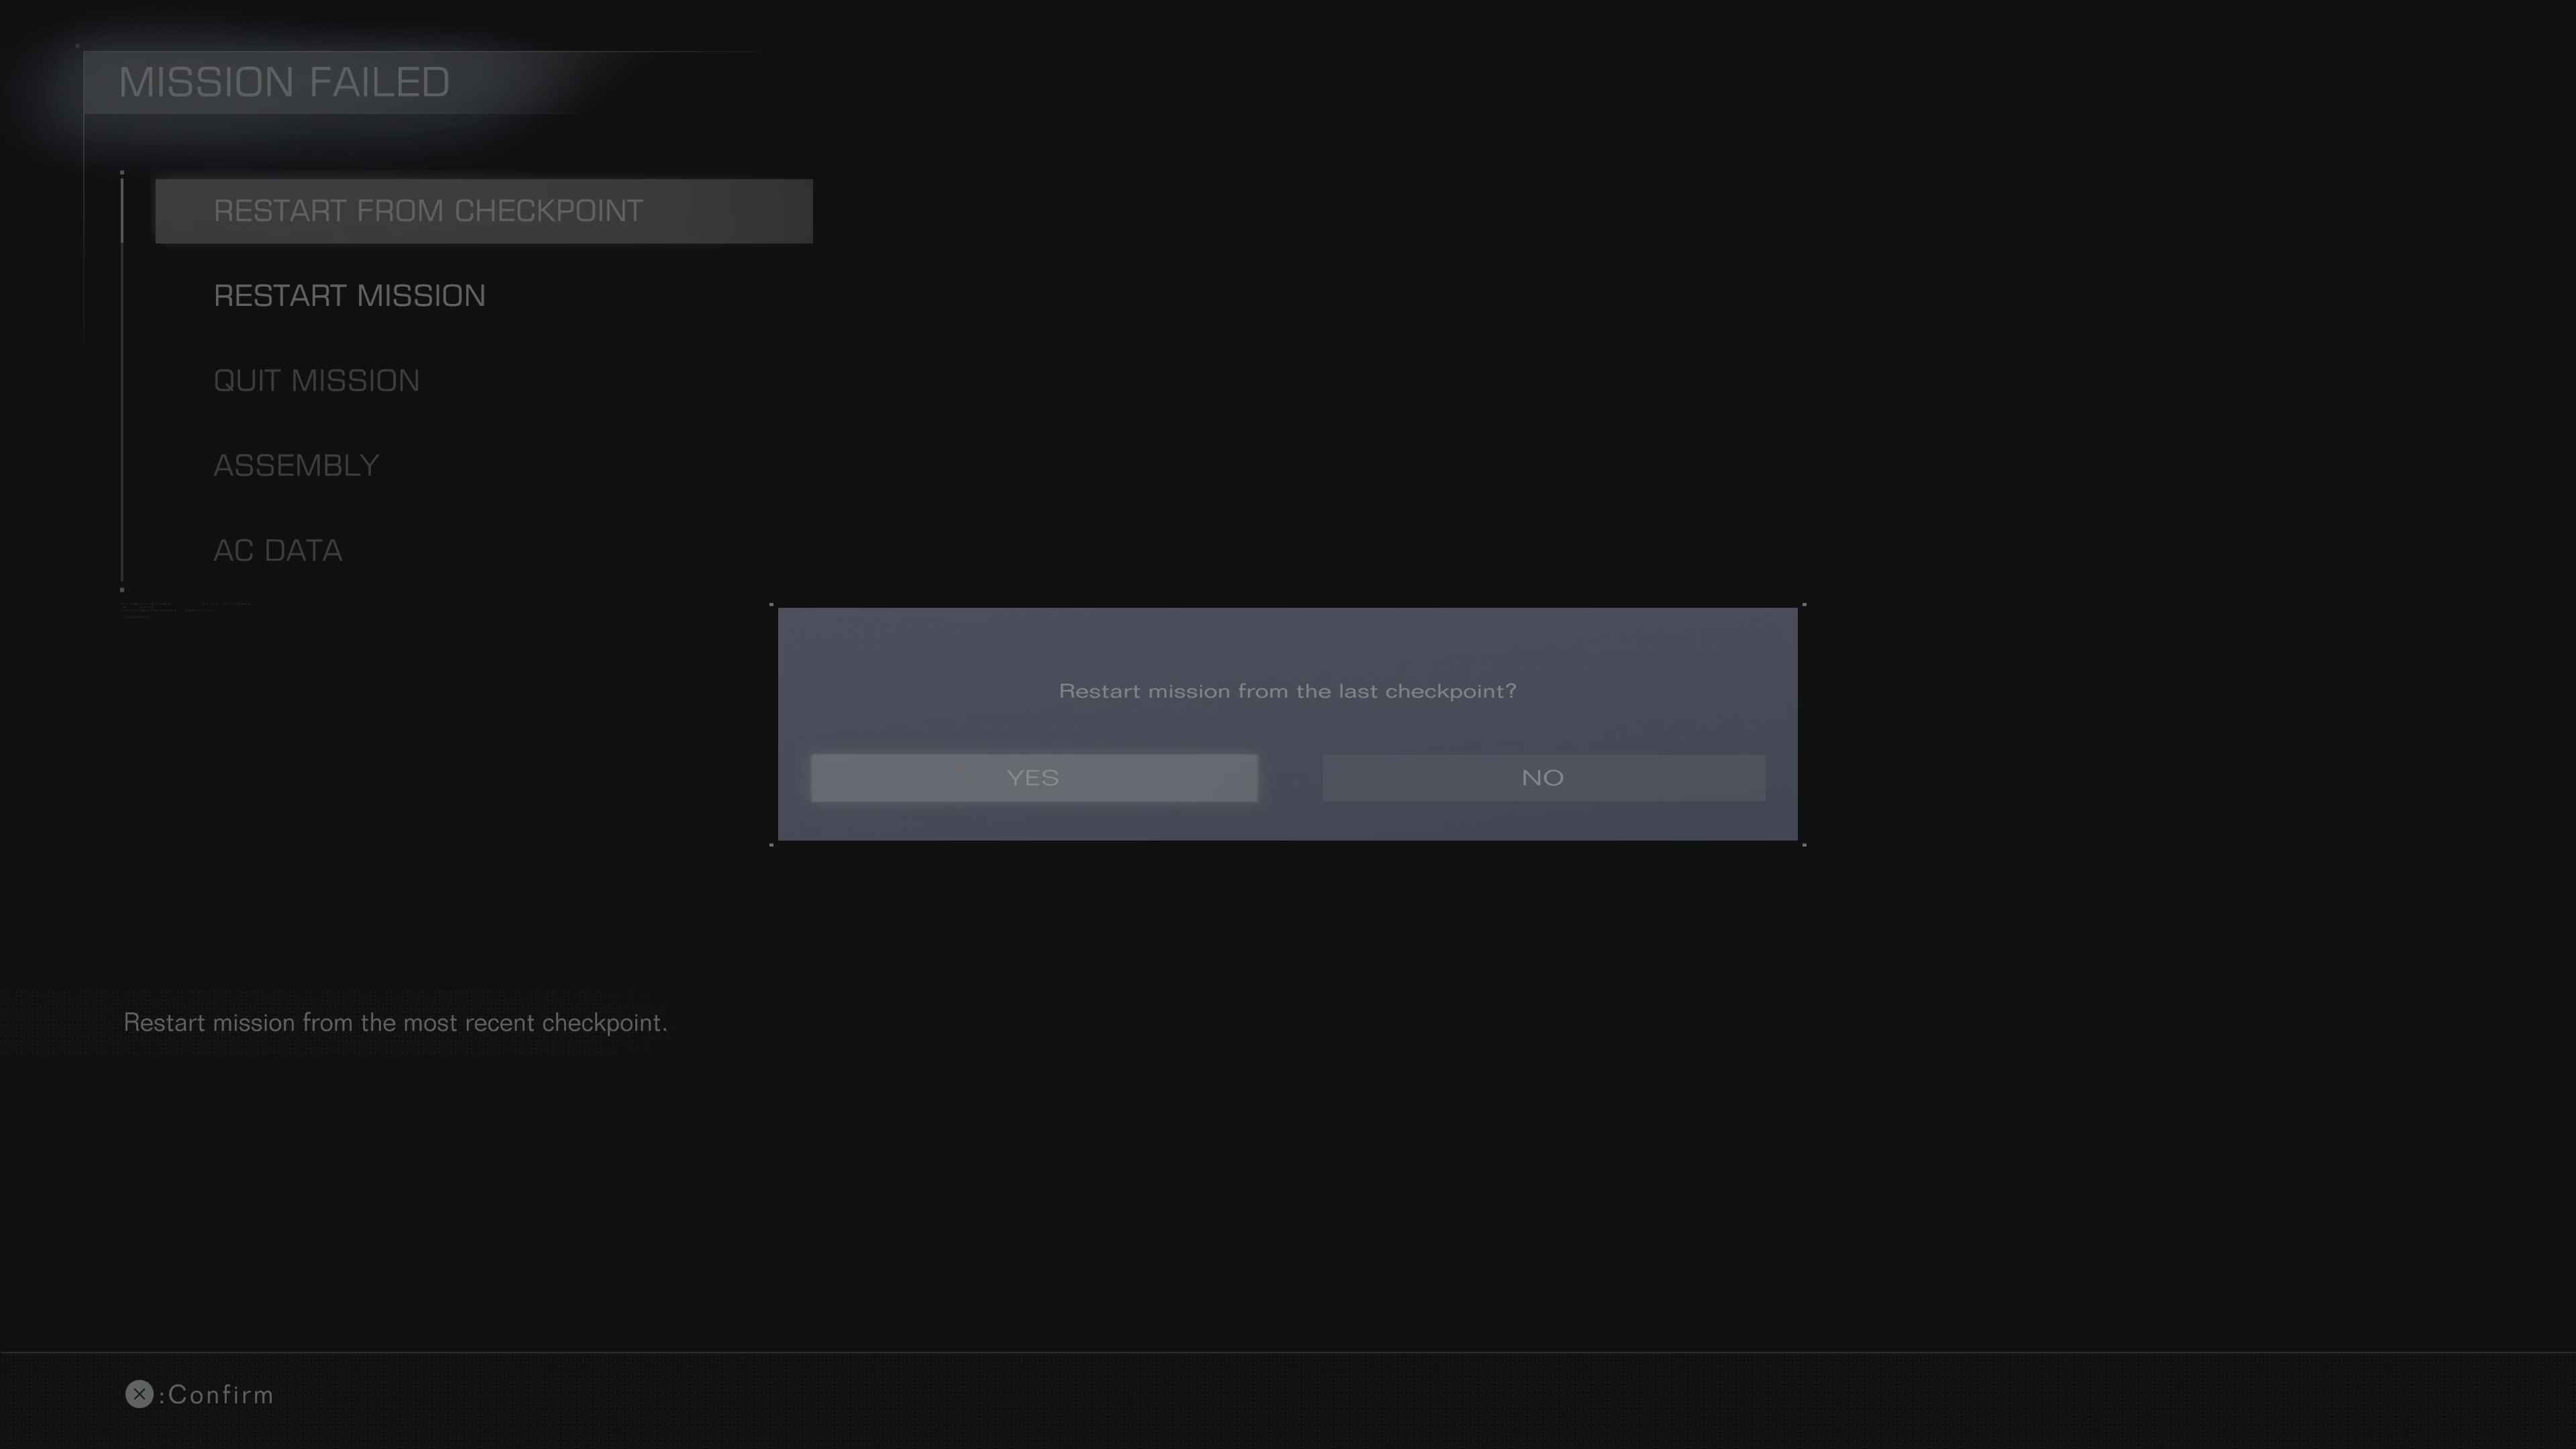 MISSION FAILED
RESTART FROM CHECKPOINT
RESTART MISSION
QUIT MISSION
ASSEMBLY
AC DATA
Restart mission from the last checkpoint?
YES
NO
Restart mission from the most recent checkpoint.
:Confirm